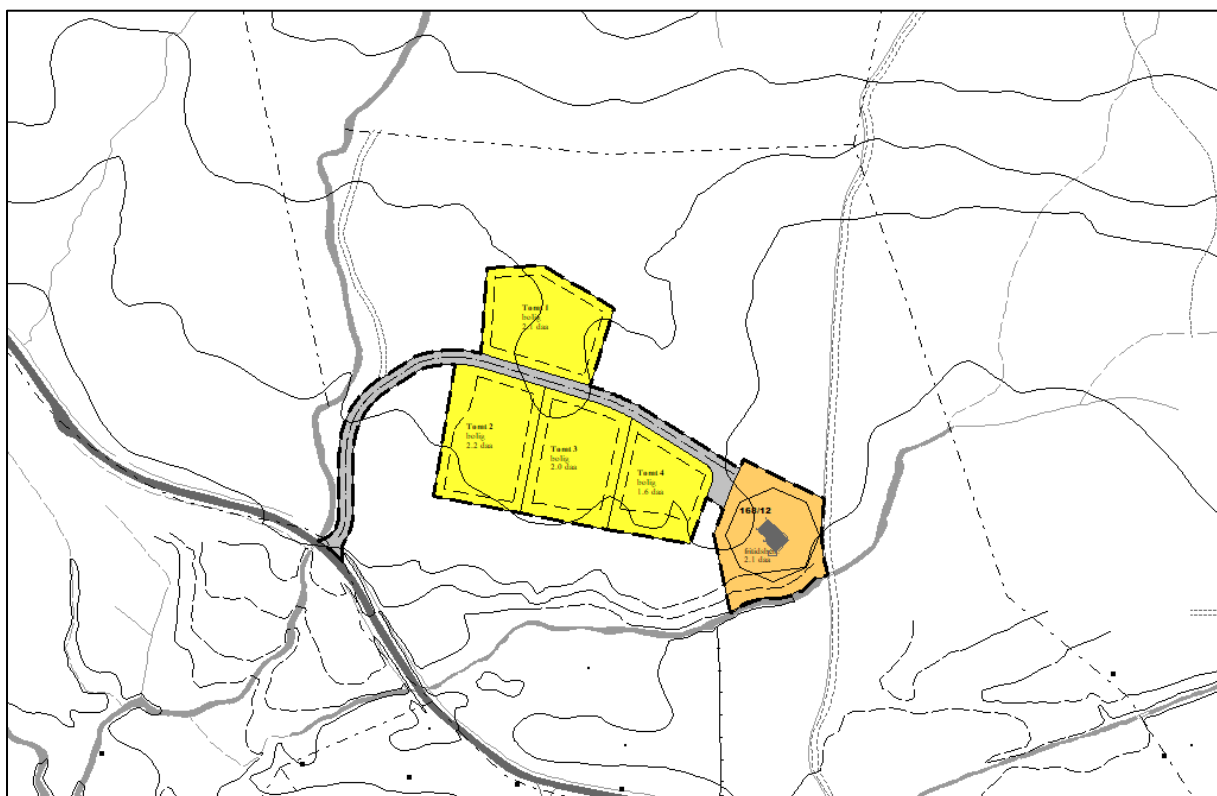 Tomt 1
bolig
2.1 daa
Tomt 2
bolig
2.2 daa
Tomt 3
bolig
2.0 daa
Tomt 4
bolig
1.6 daa
168/12
2.1 daa